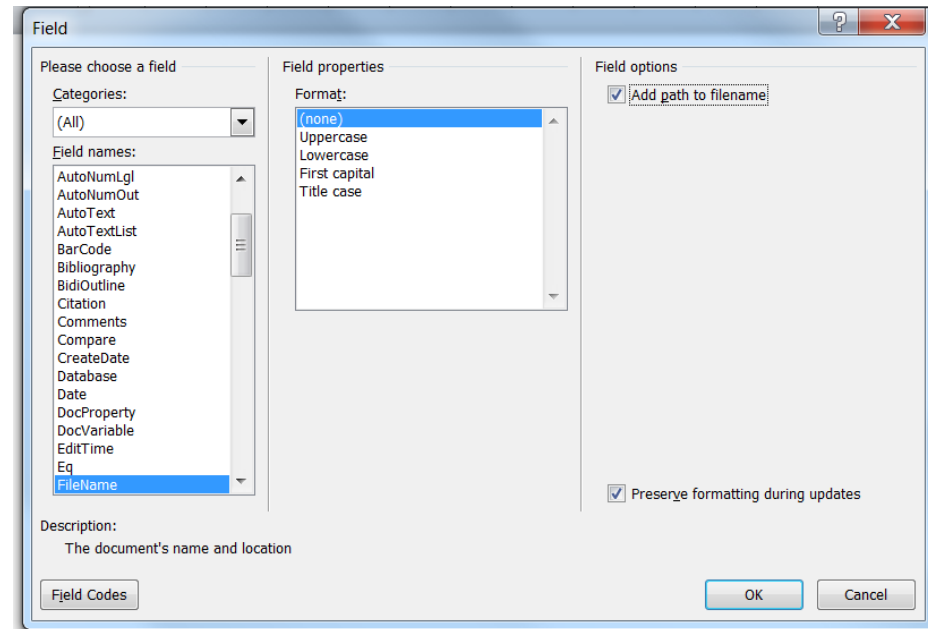 Field
Please choose a field
Categories:
(All)
Field names:
AutoNumLgl
AutoNumOut
AutoText
AutoTextList
BarCode
Bibliography
BidiOutline
Citation
Comments
Compare
CreateDate
Database
Date
DocProperty
DocVariable
EditTime
Eq
FileName
Field properties
Format:
(none)
Uppercase
Lowercase
First capital
Title case
Field options
Add path to filename
Preserve formatting during updates
Description:
The document's name and location
Field Codes
OK
Cancel